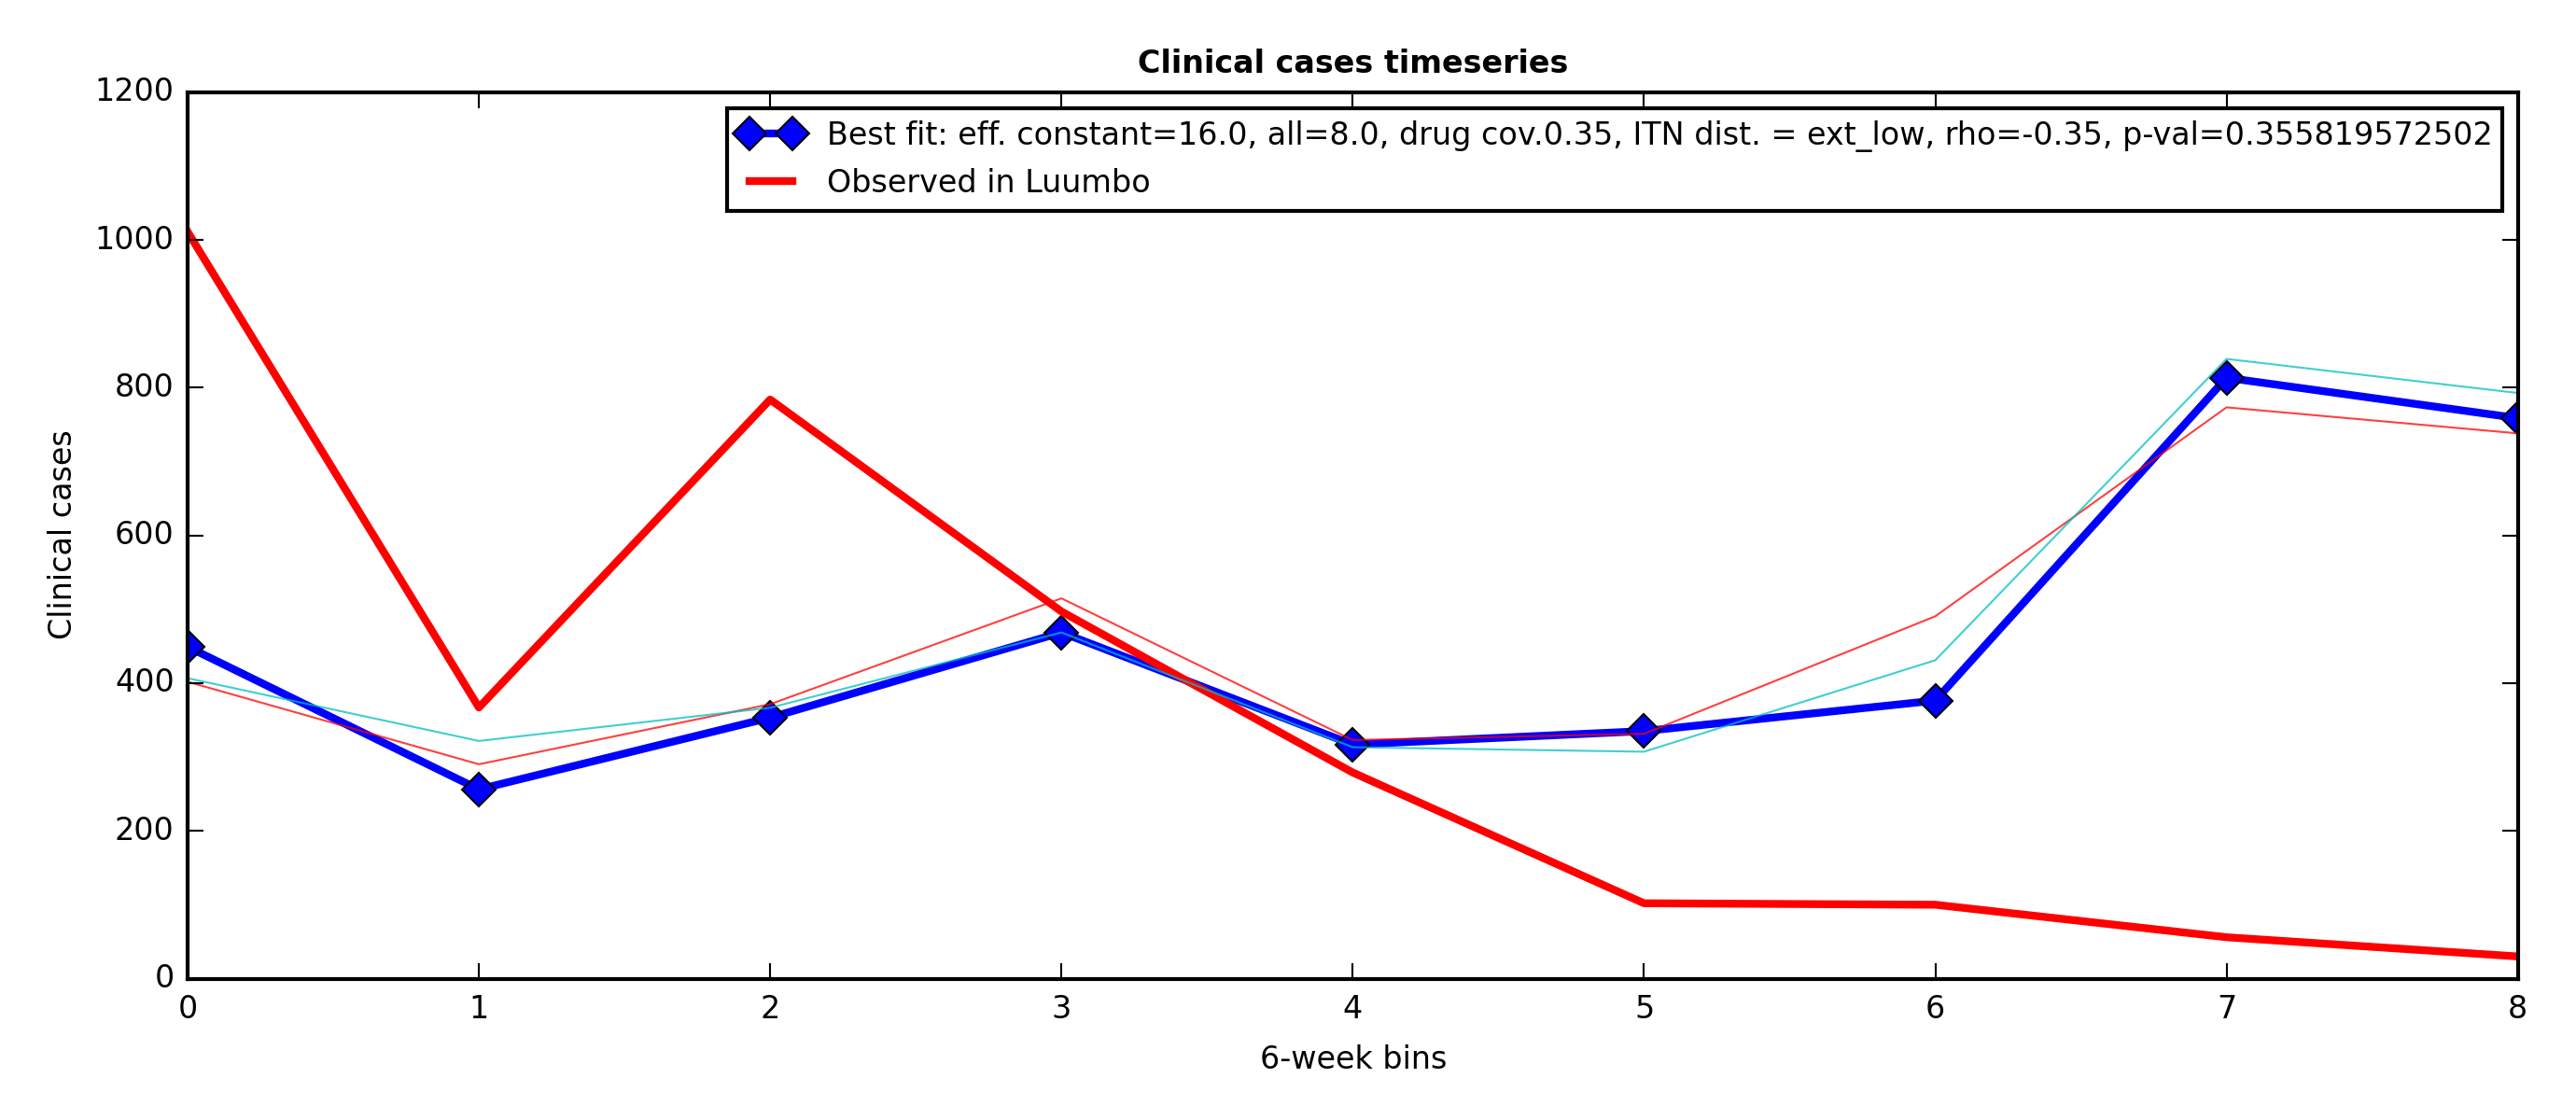 Clinical cases timeseries
1200
1000
800
600
400
200
0
Clinical cases
Best fit: eff. constant=16.0, all=8.0, drug cov.0.35, ITN dist. = ext_low, rho=-0.35, p-val=0.355819572502
Observed in Luumbo
0 1 2 3 4 5 6 7 8
6-week bins